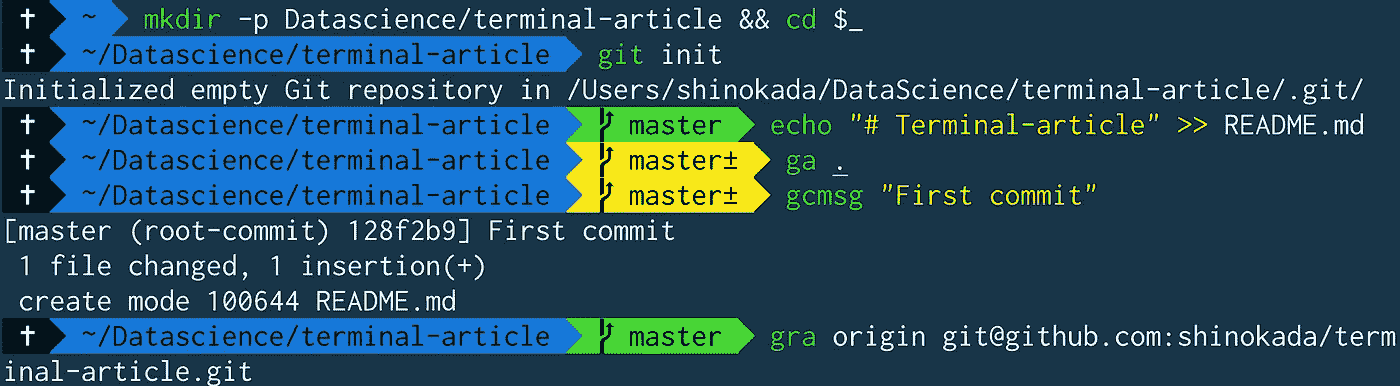 ✝ ~ mkdir -p Datascience/terminal-article && cd $_
✝ ~/Datascience/terminal-article git init
Initialized empty Git repository in /Users/shinokada/DataScience/terminal-article/.git/
✝ ~/Datascience/terminal-article master echo "# Terminal-article" >> README.md
✝ ~/Datascience/terminal-article master± ga .
✝ ~/Datascience/terminal-article master± gcmsg "First commit"
[master (root-commit) 128f2b9] First commit
 1 file changed, 1 insertion(+)
 create mode 100644 README.md
✝ ~/Datascience/terminal-article master gra origin git@github.com:shinokada/term
inal-article.git